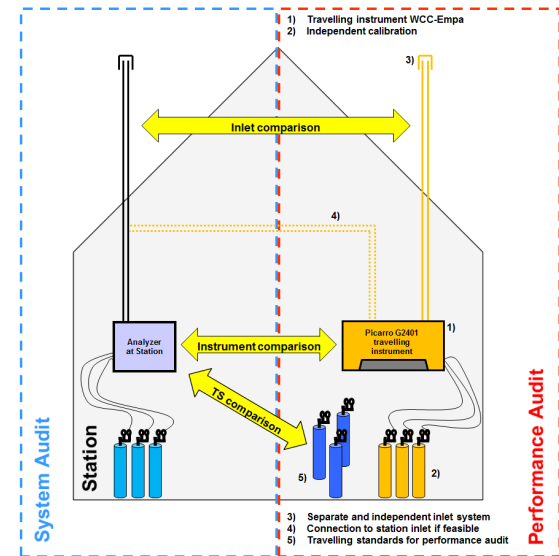 1) Travelling instrument WCC-Empa
2) Independent calibration
3)
Inlet comparison
4)
Analyzer
at Station
Instrument comparison
Picarro G2401
travelling
instrument
1)
TS comparison
5)
2)
Station
System Audit
Performance Audit
3) Separate and independent inlet system
4) Connection to station inlet if feasible
5) Travelling standards for performance audit